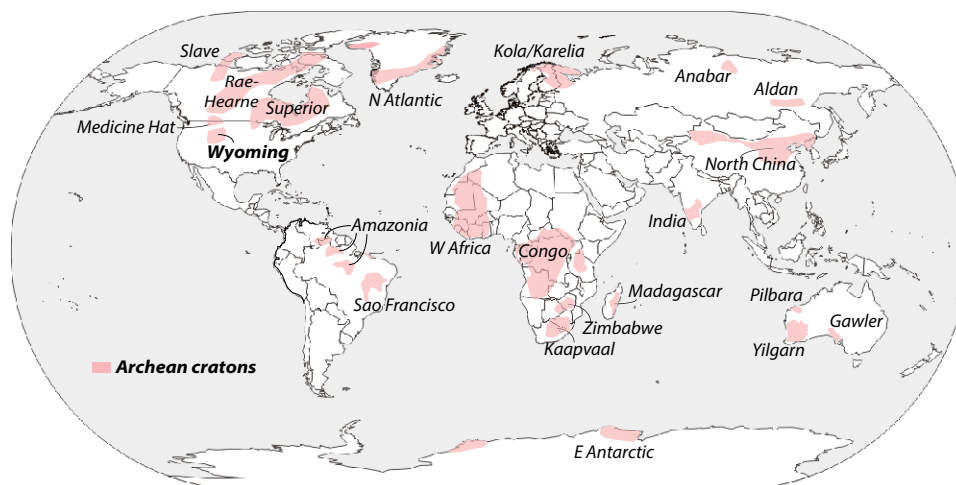 Slave
Kola/Karelia
Anabar
Aldan
Rae-
Hearne
Superior
N Atlantic
Medicine Hat
Wyoming
North China
India
Amazonia
W Africa
Congo
Sao Francisco
Madagascar
Zimbabwe
Kaapvaal
Pilbara
Gawler
Yilgarn
Archean cratons
E Antarctic